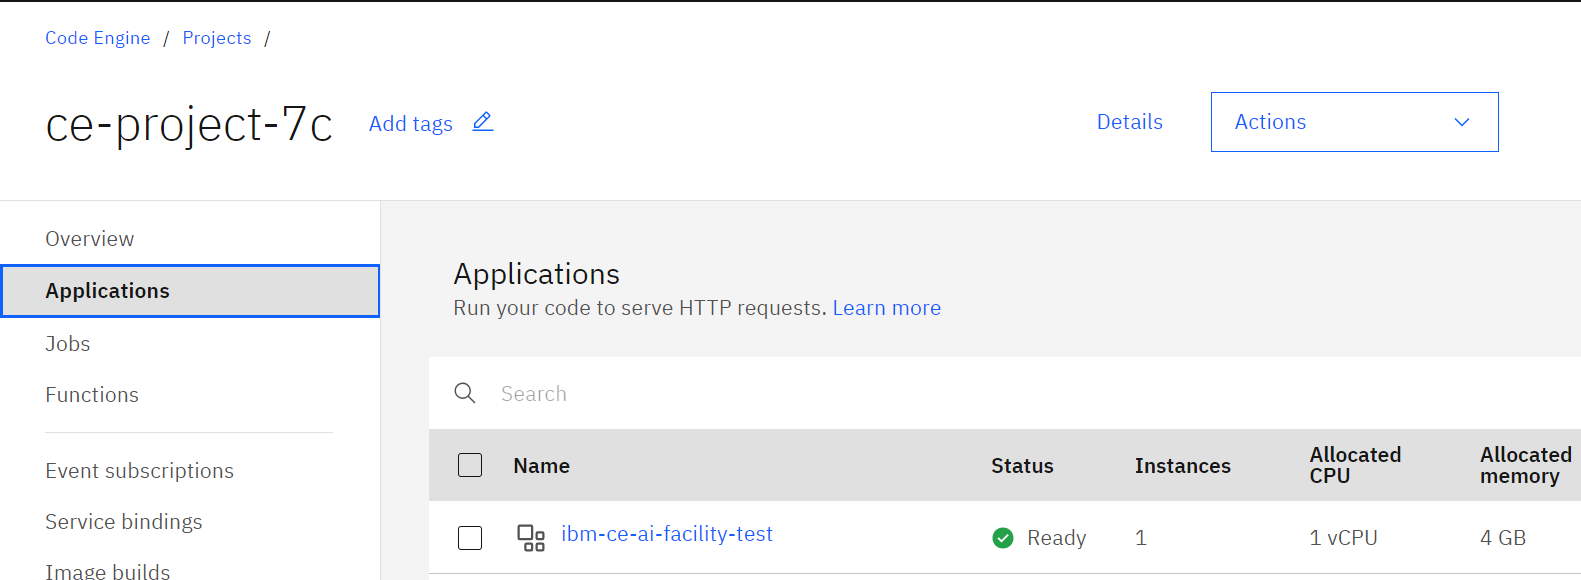 Code Engine / Projects /
ce-project-7c Add tags
Details
Actions
Overview
Applications
Jobs
Functions
Event subscriptions
Service bindings
Image builds
Applications
Run your code to serve HTTP requests. Learn more
Search
Name Status Instances Allocated CPU Allocated memory
ibm-ce-ai-facility-test Ready 1 1 vCPU 4 GB